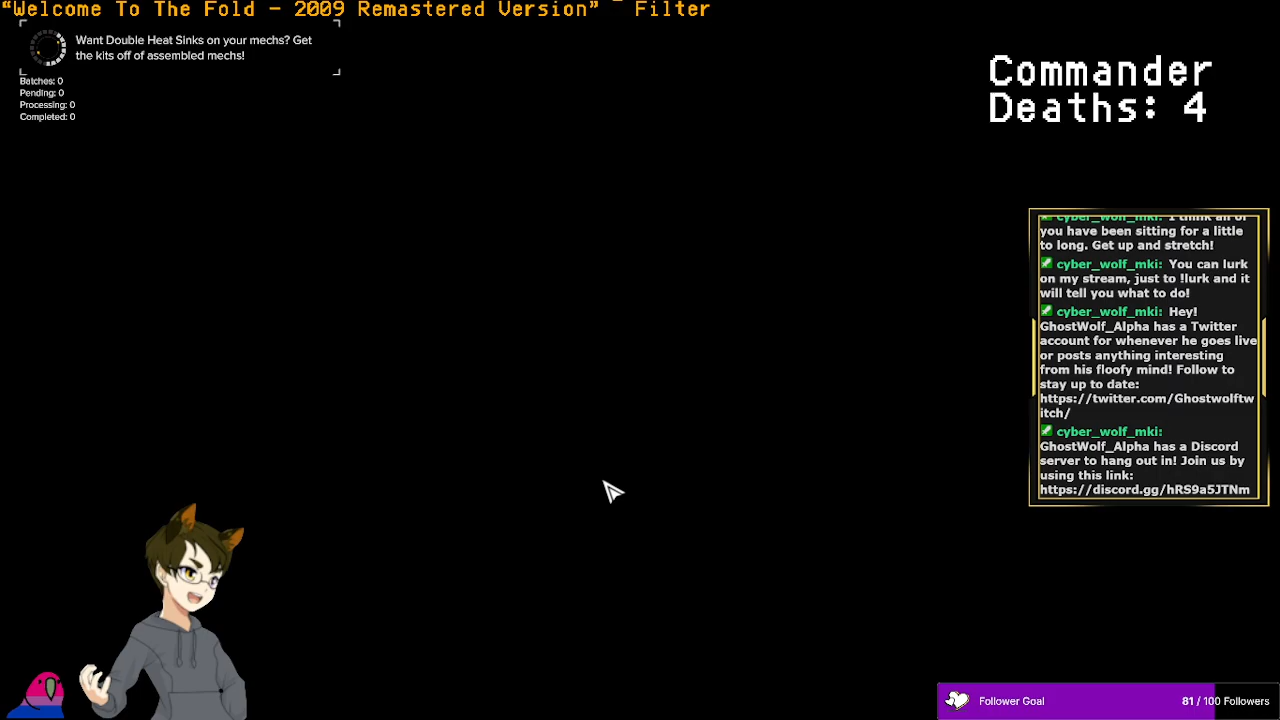 “Welcome To The Fold - 2009 Remastered Version” ~ Filter
Want Double Heat Sinks on your mechs? Get
the kits off of assembled mechs!
Batches: 0
Pending: 0
Processing: 0
Completed: 0
Commander
Deaths: 4
cyber_wolf_mki: I think all of
you have been sitting for a little
to long. Get up and stretch!
cyber_wolf_mki: You can lurk
on my stream, just to !lurk and it
will tell you what to do!
cyber_wolf_mki: Hey!
GhostWolf_Alpha has a Twitter
account for whenever he goes live
or posts anything interesting
from his floofy mind! Follow to
stay up to date:
https://twitter.com/Ghostwolftw
itch/
cyber_wolf_mki:
GhostWolf_Alpha has a Discord
server to hang out in! Join us by
using this link:
https://discord.gg/hRS9a5JTNm
Follower Goal
81 / 100 Followers